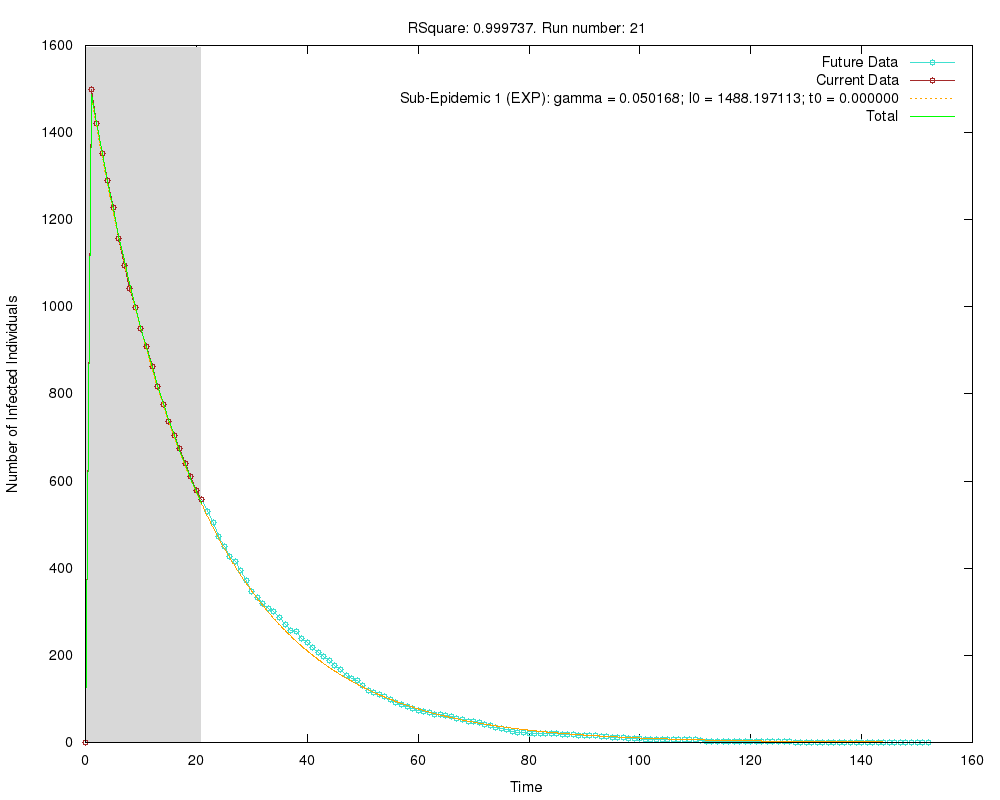 RSquare: 0.999737. Run number: 21
Future Data
Current Data
Sub-Epidemic 1 (EXP): gamma = 0.050168; I0 = 1488.197113; t0 = 0.000000
Total
1600
1400
1200
1000
800
600
400
200
0
Number of Infected Individuals
0 20 40 60 80 100 120 140 160
Time